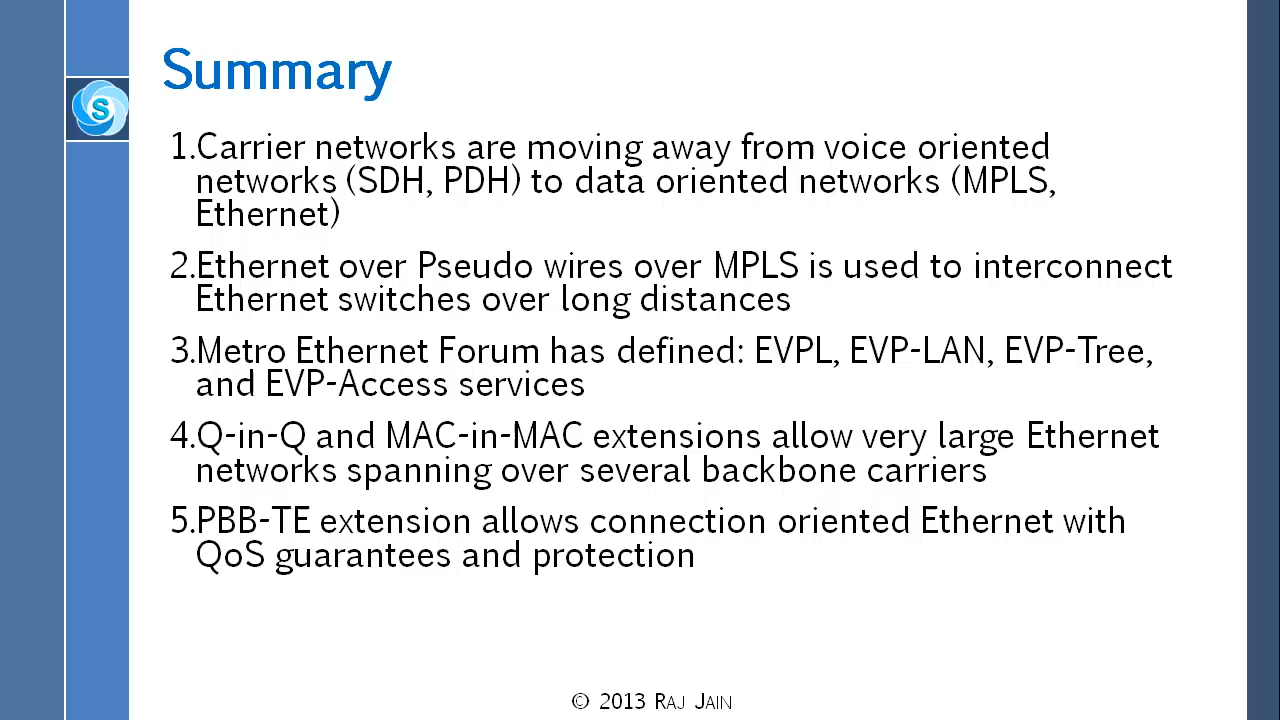 Summary
S
1.Carrier networks are moving away from voice oriented
networks (SDH, PDH) to data oriented networks (MPLS,
Ethernet)
2.Ethernet over Pseudo wires over MPLS is used to interconnect
Ethernet switches over long distances
3.Metro Ethernet Forum has defined: EVPL, EVP-LAN, EVP-Tree,
and EVP-Access services
4.Q-in-Q and MAC-in-MAC extensions allow very large Ethernet
networks spanning over several backbone carriers
5.PBB-TE extension allows connection oriented Ethernet with
QoS guarantees and protection
© 2013 RAJ JAIN